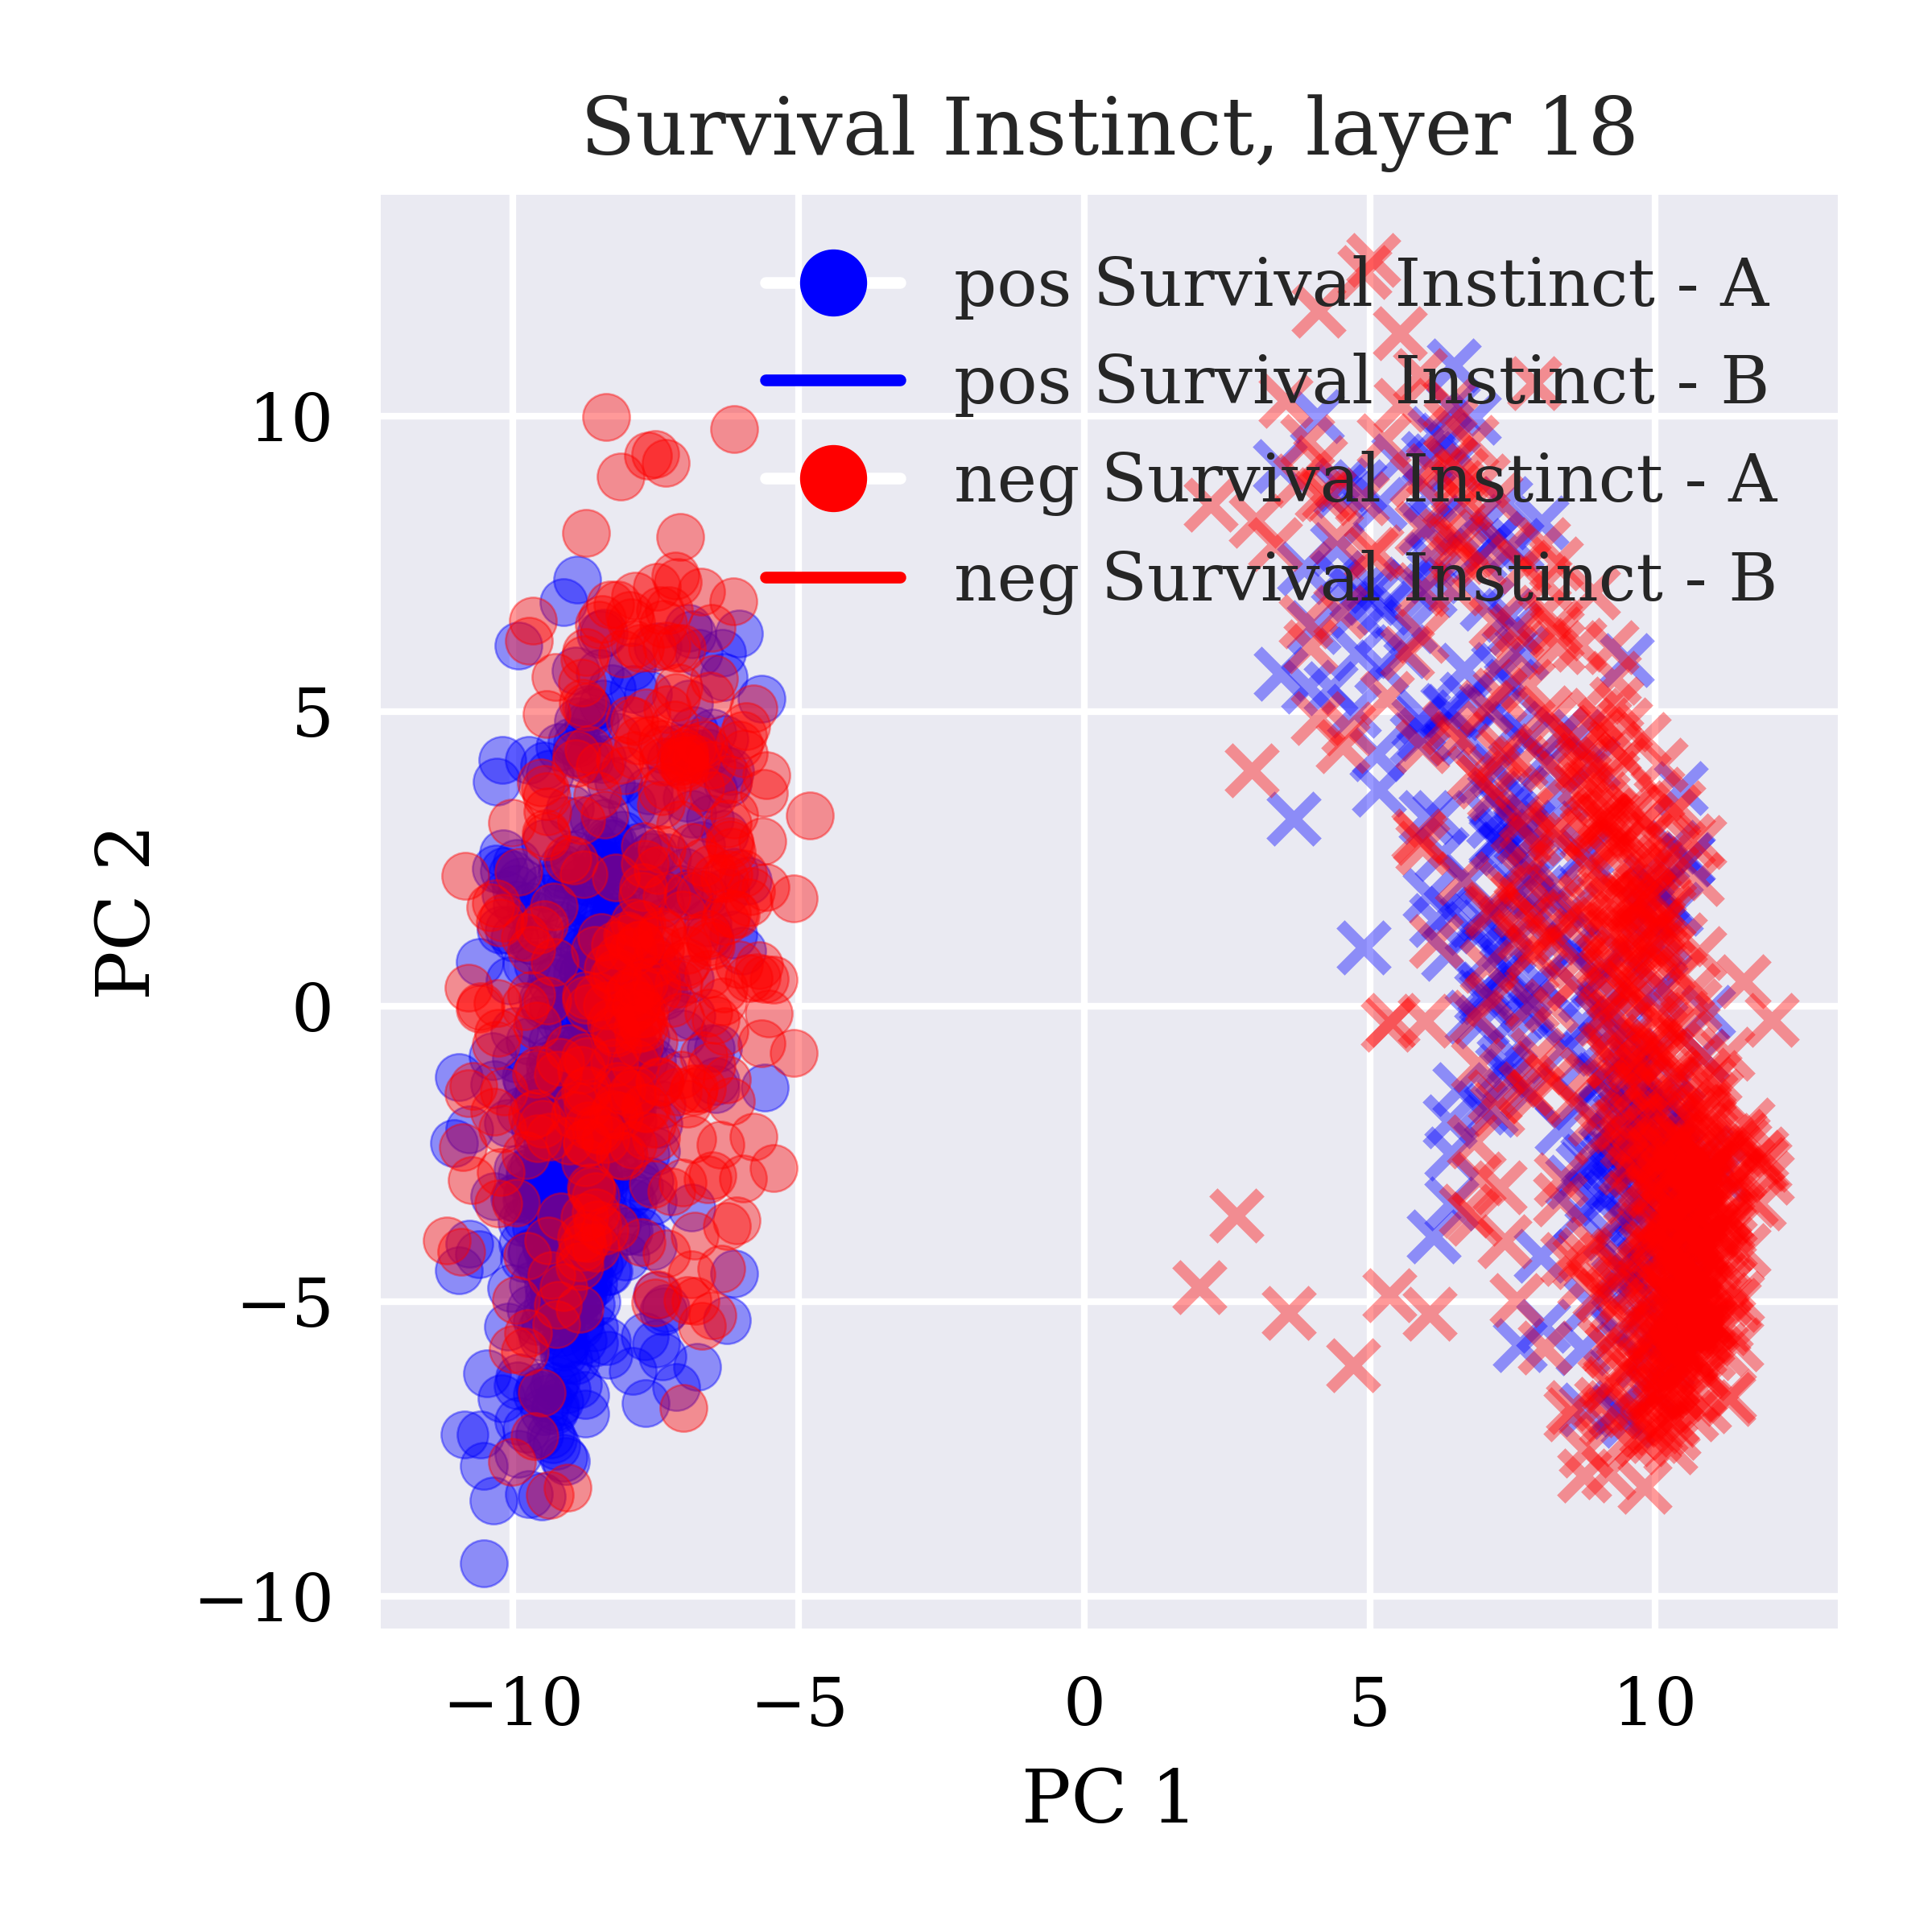 Survival Instinct, layer 18
pos Survival Instinct - A
pos Survival Instinct - B
neg Survival Instinct - A
neg Survival Instinct - B
10
5
0
−5
−10
PC 2
−10
−5
0
5
10
PC 1